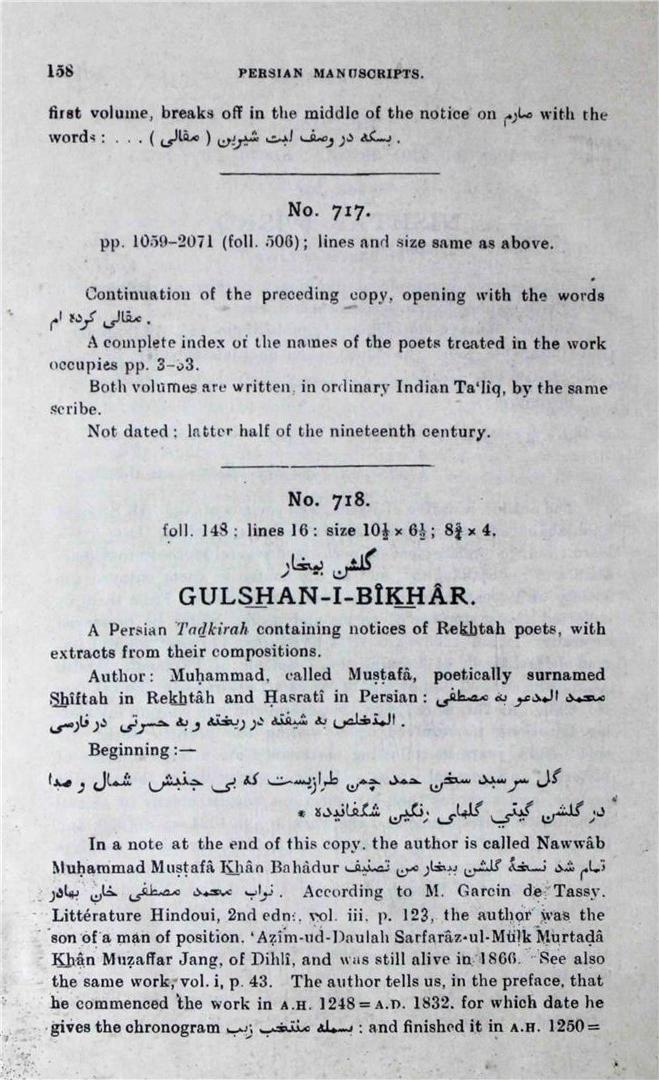 158 PERSIAN MANUSCRIPTS.
first volume, breaks off in the middle of the notice on صارم with the
words : . . . بسکه در وصف لبت شیرین ( مقالی ) .
No. 717.
pp. 1059–2071 (foll. 506); lines and size same as above.
Continuation of the preceding copy, opening with the words
مقالی کرده ام .
A complete index of the names of the poets treated in the work
occupies pp. 3–53.
Both volumes are written, in ordinary Indian Ta‘lîq, by the same
scribe.
Not dated ; latter half of the nineteenth century.
No. 718.
foll. 148 ; lines 16 ; size 10½ × 6½ ; 8¾ × 4.
گلشن بیخار
GULSHAN-I-BÎKHÂR.
A Persian Tadkirah containing notices of Rekhtah poets, with
extracts from their compositions.
Author: Muḥammad, called Muṣṭafâ, poetically surnamed
Shîftah in Rekhtâh and Ḥasratî in Persian : محمد المدعو به مصطفی
المتخلص به شیفته در ریخته و به حسرتی در فارسی .
Beginning :—
گل سر سبد سخن حمد چمن طرازیست که بی جنبش شمال و صبا
در گلشن گیتی گلهای رنگین شگفانیده *
In a note at the end of this copy, the author is called Nawwâb
Muḥammad Muṣṭafâ Khân Bahâdur تمام شد نسخهٔ گلشن بیخار من تصنیف
نواب محمد مصطفی خان بهادر . According to M. Garcin de Tassy,
Littérature Hindoui, 2nd edn., vol. iii, p. 123, the author was the
son of a man of position, ‘Aẓîm-ud-Daulah Sarfarâz-ul-Mulk Murtaḍâ
Khân Muẓaffar Jang, of Dihlî, and was still alive in 1866. See also
the same work, vol. i, p. 43. The author tells us, in the preface, that
he commenced the work in A.H. 1248 = A.D. 1832, for which date he
gives the chronogram بسمله منتخب زیب : and finished it in A.H. 1250 =